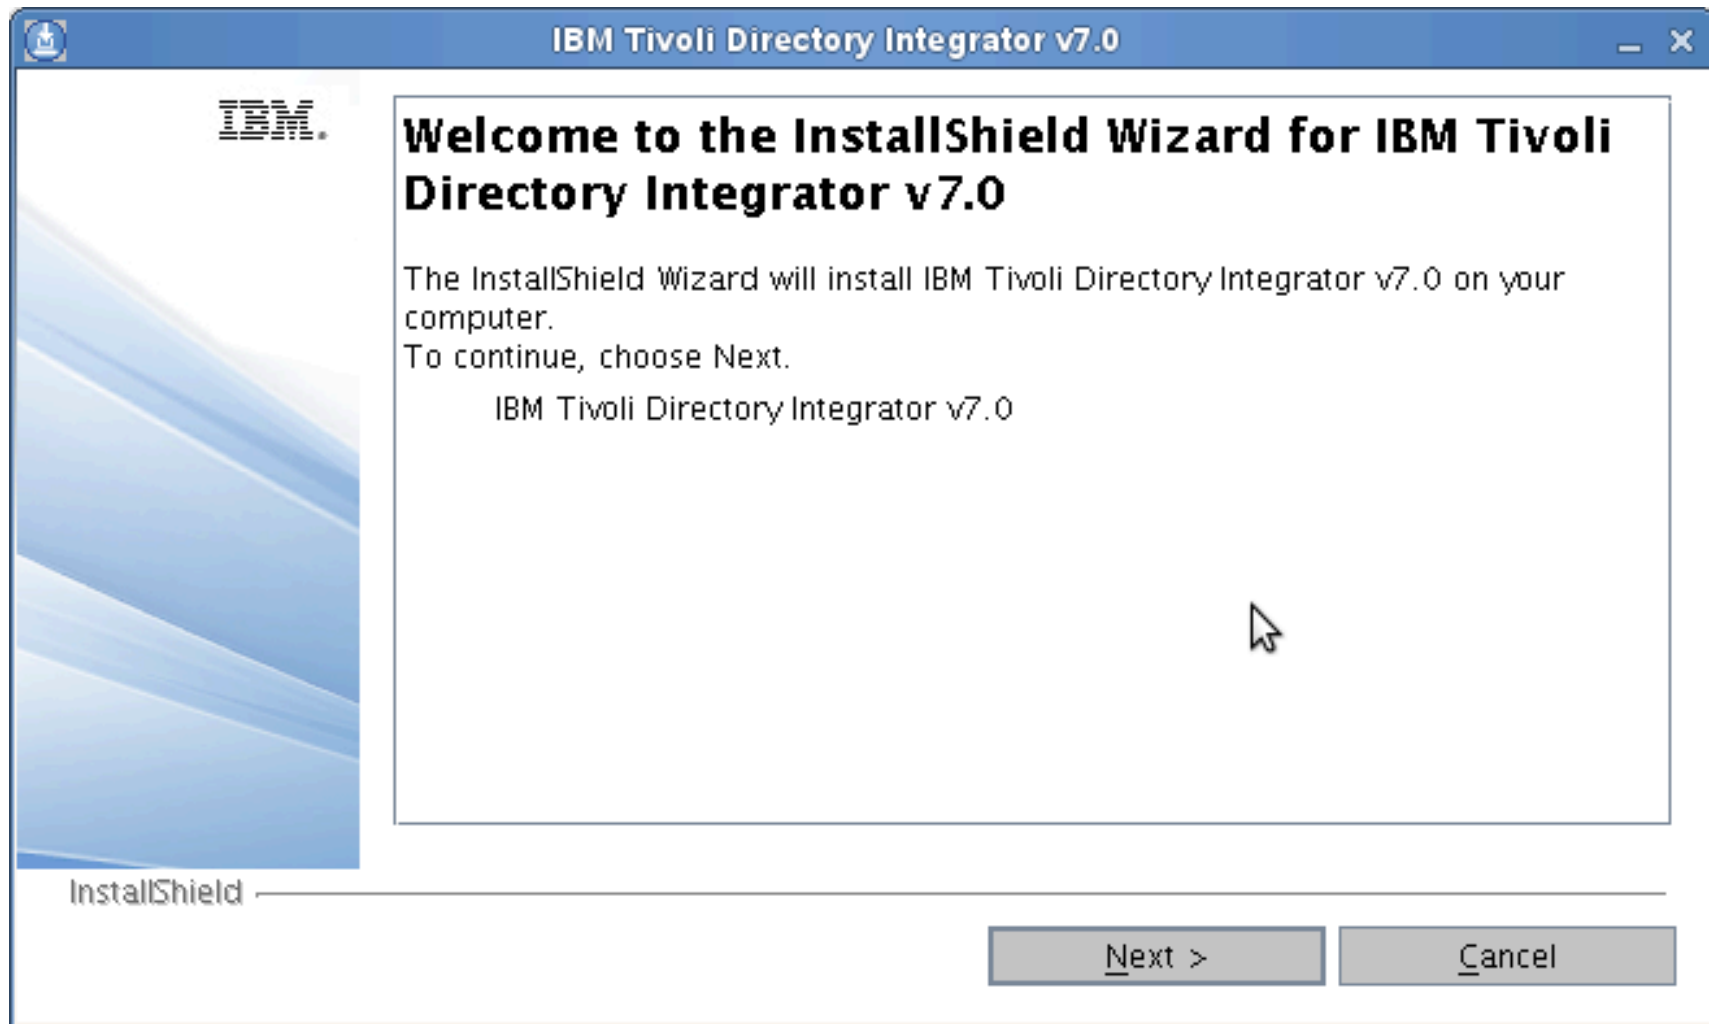 IBM Tivoli Directory Integrator v7.0
IBM.
Welcome to the InstallShield Wizard for IBM Tivoli
Directory Integrator v7.0
The InstallShield Wizard will install IBM Tivoli Directory Integrator v7.0 on your
computer.
To continue, choose Next.
IBM Tivoli Directory Integrator v7.0
InstallShield
Next >
Cancel